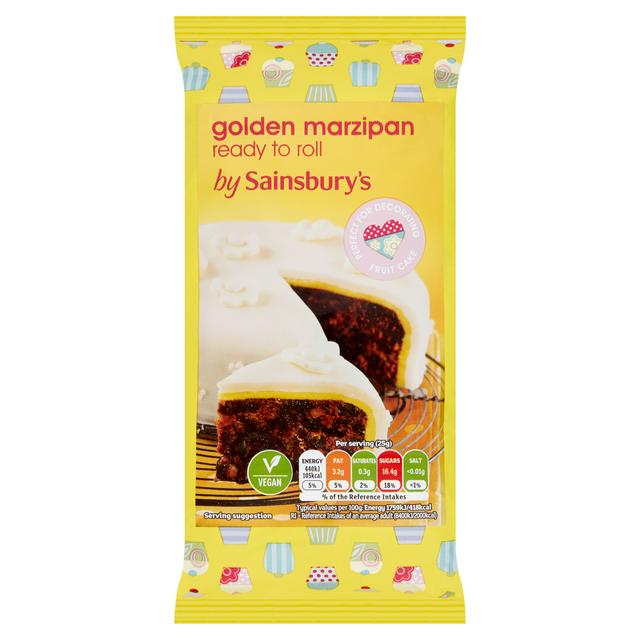 golden marzipan
ready to roll
by Sainsbury's
PERFECT FOR DECORATING
FRUIT CAKE
Per serving (25g)
ENERGY FAT SATURATES SUGARS SALT
440kJ 3.2g 0.3g 16.4g <0.01g
105kcal
5% 5% 2% 18% <1%
% of the Reference Intakes
VEGAN
Typical values per 100g: Energy 1759kJ/418kcal
Serving suggestion
RI - Reference Intakes of an average adult (8400kJ/2000kcal)